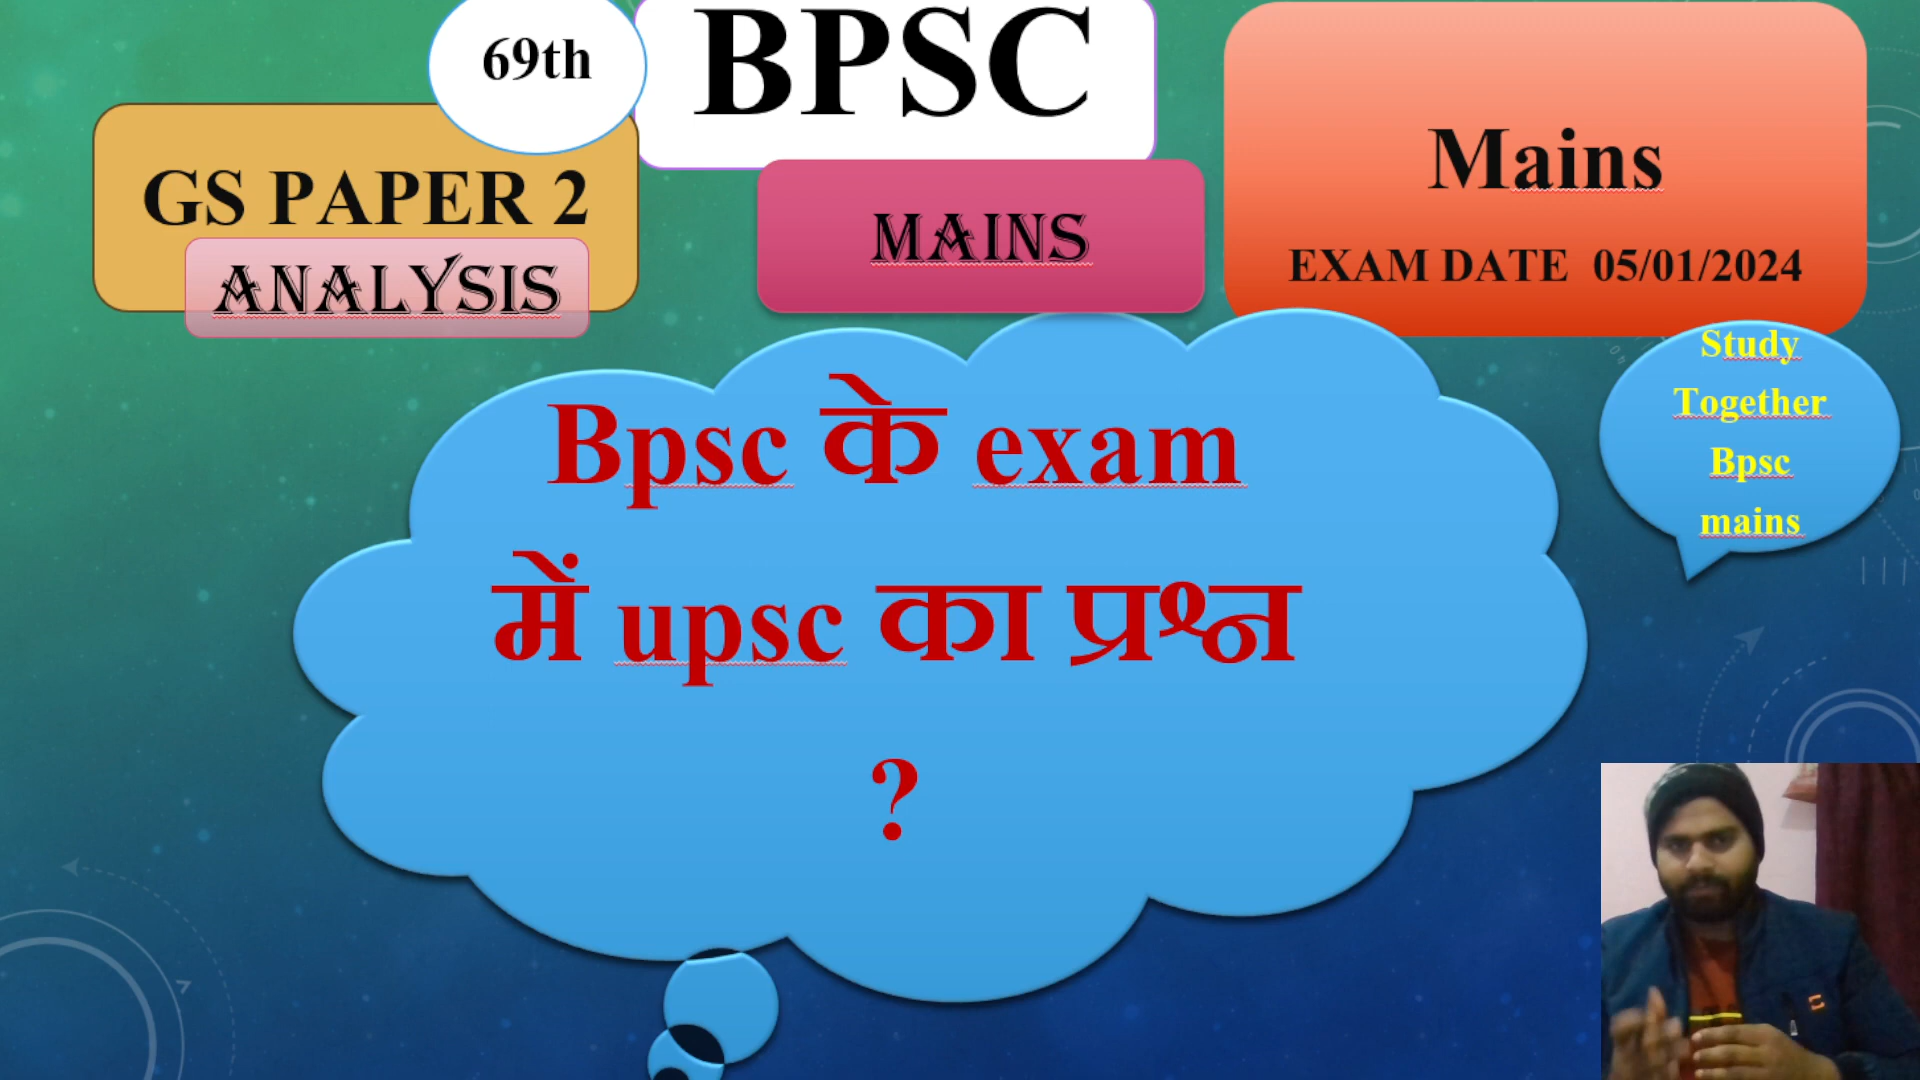 69th
BPSC
GS PAPER 2
ANALYSIS
MAINS
Mains
EXAM DATE 05/01/2024
Study
Together
Bpsc
mains
Bpsc के exam
में upsc का प्रश्न
?